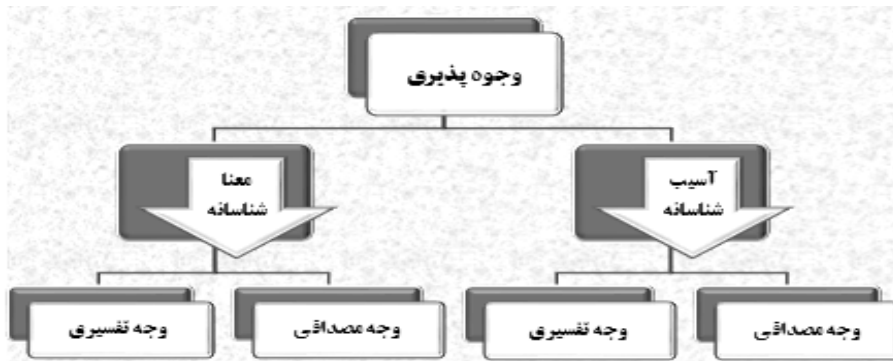 وجوه پذیری
آسیب
شناسانه
معنا
شناسانه
وجه مصداقی
وجه تفسیری
وجه مصداقی
وجه تفسیری